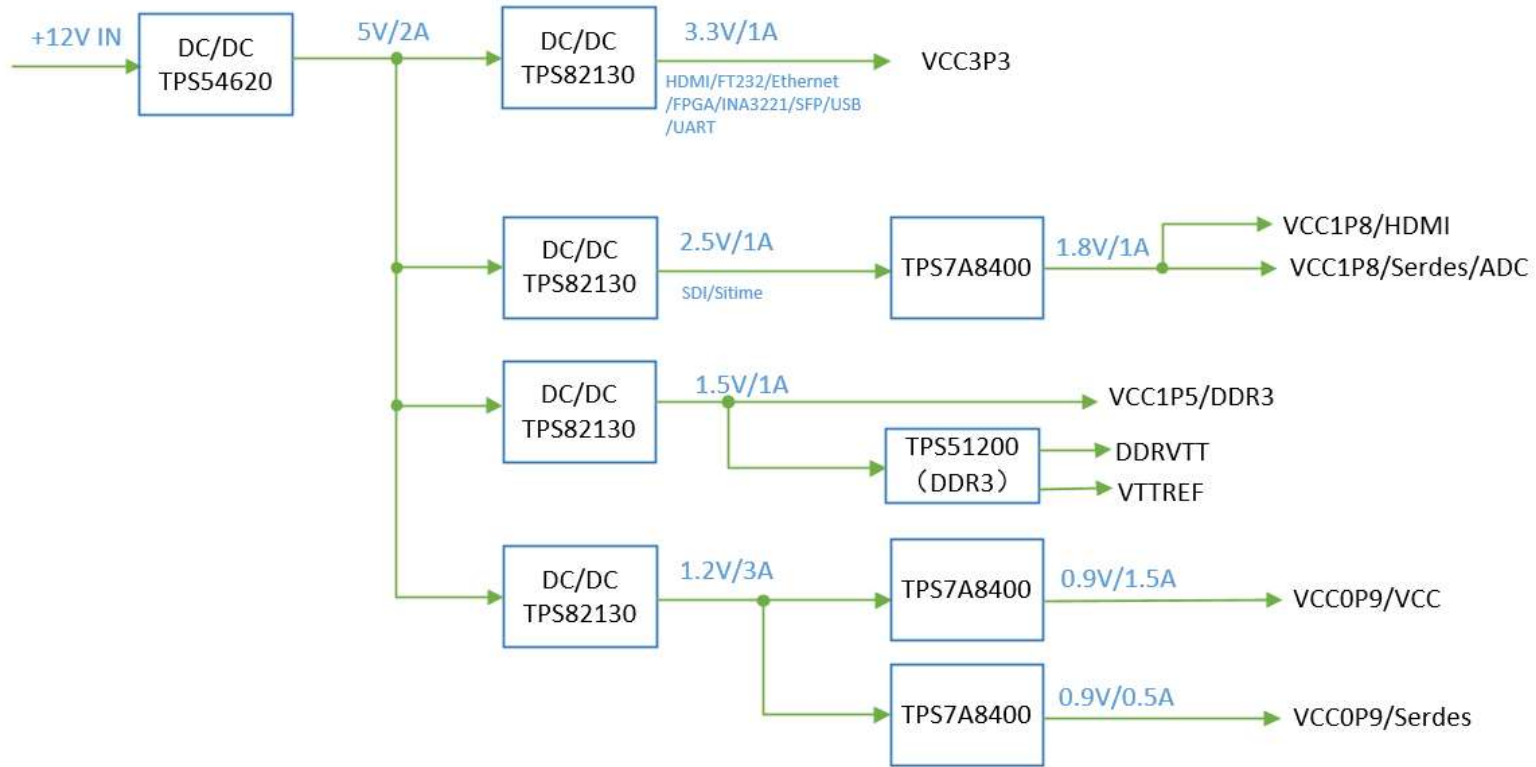 +12V IN
DC/DC
TPS54620
5V/2A
DC/DC
TPS82130
3.3V/1A
HDMI/FT232/Ethernet
/FPGA/INA3221/SFP/USB
/UART
VCC3P3
DC/DC
TPS82130
2.5V/1A
SDI/Sitime
TPS7A8400
1.8V/1A
VCC1P8/HDMI
VCC1P8/Serdes/ADC
DC/DC
TPS82130
1.5V/1A
VCC1P5/DDR3
TPS51200
（DDR3）
DDRVTT
VTTREF
DC/DC
TPS82130
1.2V/3A
TPS7A8400
0.9V/1.5A
VCC0P9/VCC
TPS7A8400
0.9V/0.5A
VCC0P9/Serdes